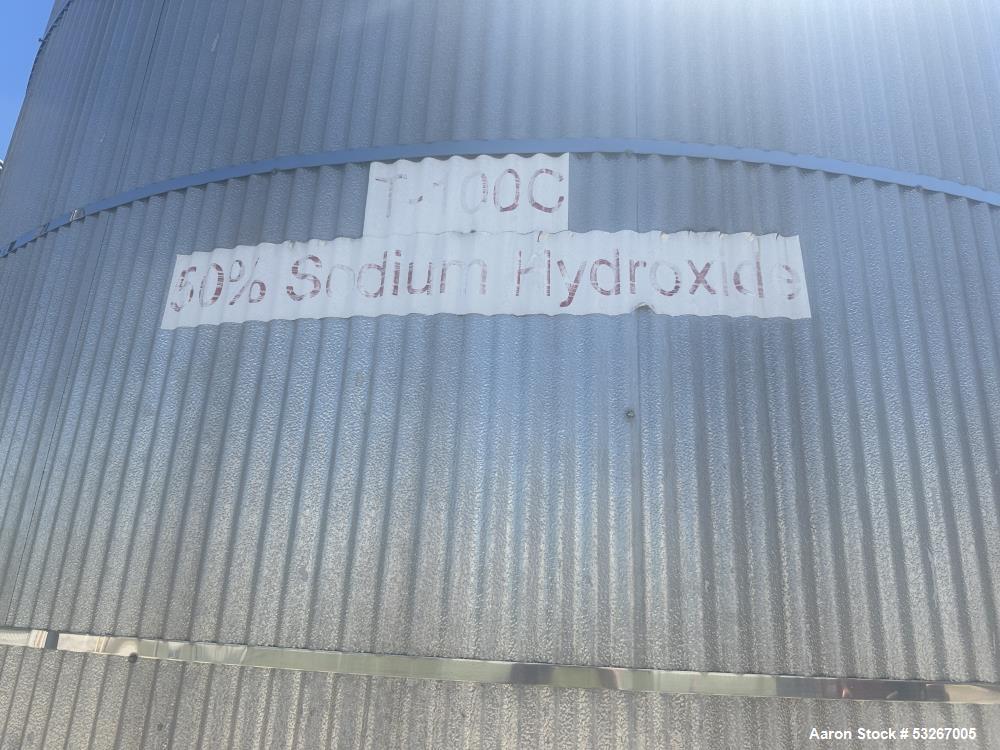 T-100C
50% Sodium Hydroxide
Aaron Stock # 53267005